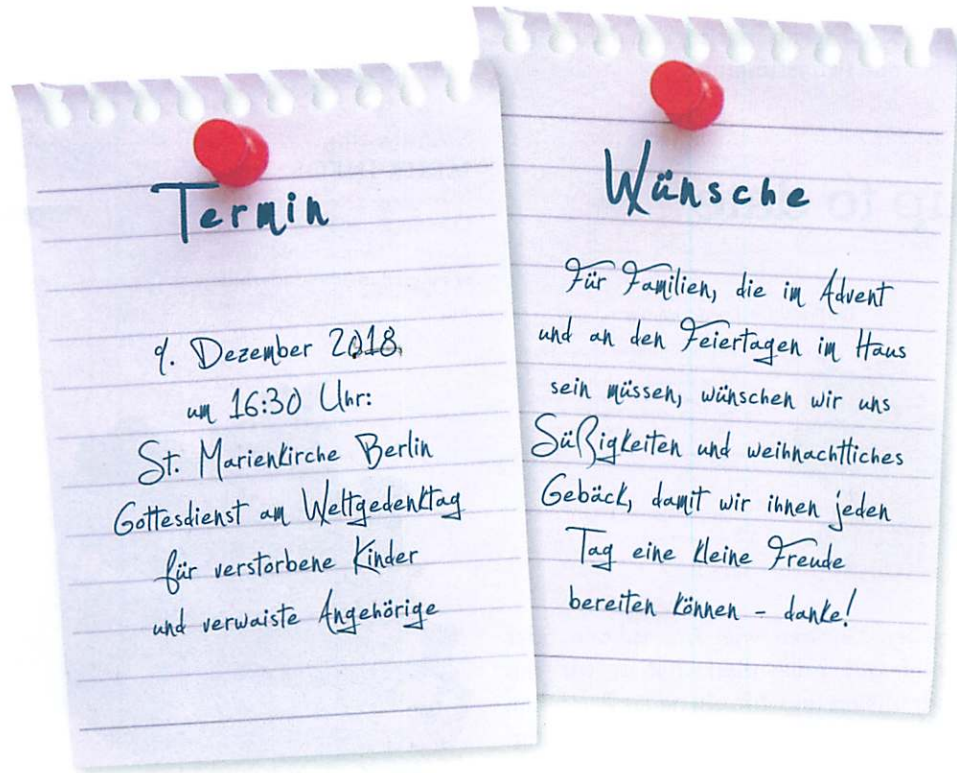 Termin
9. Dezember 2018,
um 16:30 Uhr:
St. Marienkirche Berlin
Gottesdienst am Weltgedenktag
für verstorbene Kinder
und verwaiste Angehörige
Wünsche
Für Familien, die im Advent
und an den Feiertagen im Haus
sein müssen, wünschen wir uns
Süßigkeiten und weihnachtliches
Gebäck, damit wir ihnen jeden
Tag eine kleine Freude
bereiten können – danke!